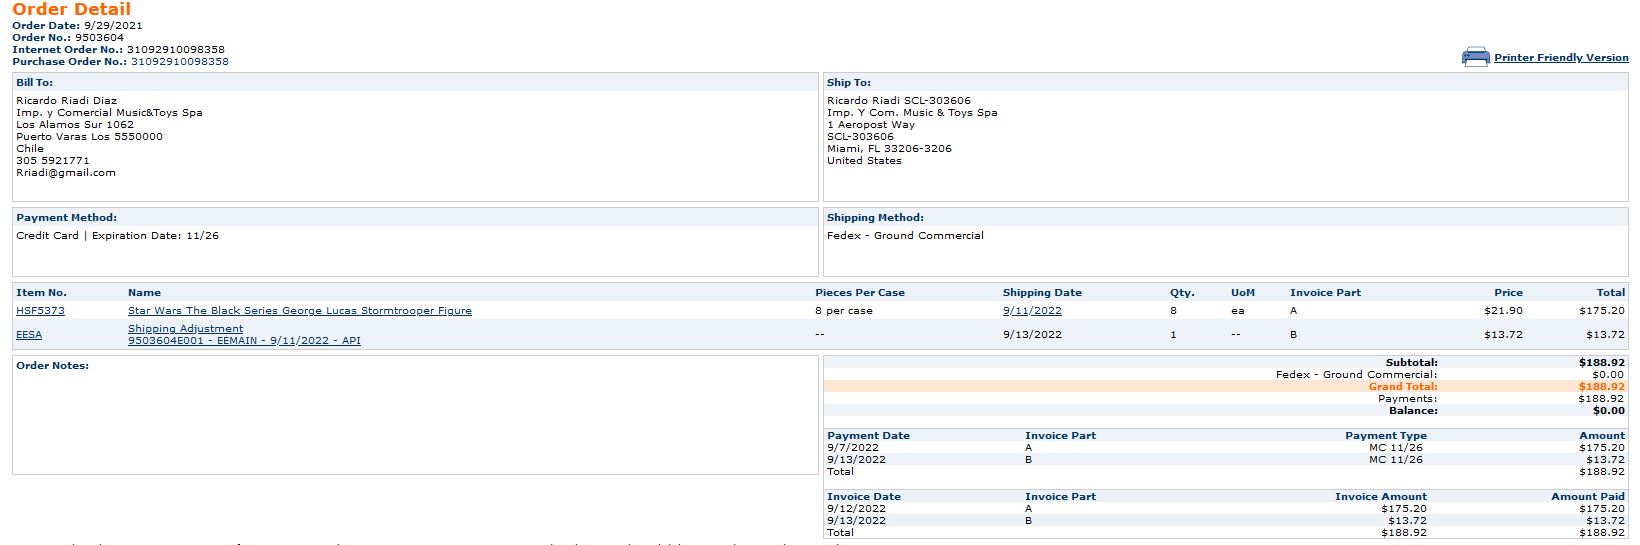 Order Detail
Order Date: 9/29/2021
Order No.: 9503604
Internet Order No.: 31092910098358
Purchase Order No.: 31092910098358
Printer Friendly Version
Bill To:
Ricardo Riadi Diaz
Imp. y Comercial Music&Toys Spa
Los Alamos Sur 1062
Puerto Varas Los 5550000
Chile
305 5921771
Rriadi@gmail.com
Ship To:
Ricardo Riadi SCL-303606
Imp. Y Com. Music & Toys Spa
1 Aeropost Way
SCL-303606
Miami, FL 33206-3206
United States
Payment Method:
Credit Card | Expiration Date: 11/26
Shipping Method:
Fedex - Ground Commercial
Item No. Name Pieces Per Case Shipping Date Qty. UoM Invoice Part Price Total
HSF5373 Star Wars The Black Series George Lucas Stormtrooper Figure 8 per case 9/11/2022 8 ea A $21.90 $175.20
EESA Shipping Adjustment -- 9/13/2022 1 -- B $13.72 $13.72
9503604E001 - EEMAIN - 9/11/2022 - API
Order Notes:
Subtotal: $188.92
Fedex - Ground Commercial: $0.00
Grand Total: $188.92
Payments: $188.92
Balance: $0.00
Payment Date Invoice Part Payment Type Amount
9/7/2022 A MC 11/26 $175.20
9/13/2022 B MC 11/26 $13.72
Total $188.92
Invoice Date Invoice Part Invoice Amount Amount Paid
9/12/2022 A $175.20 $175.20
9/13/2022 B $13.72 $13.72
Total $188.92 $188.92